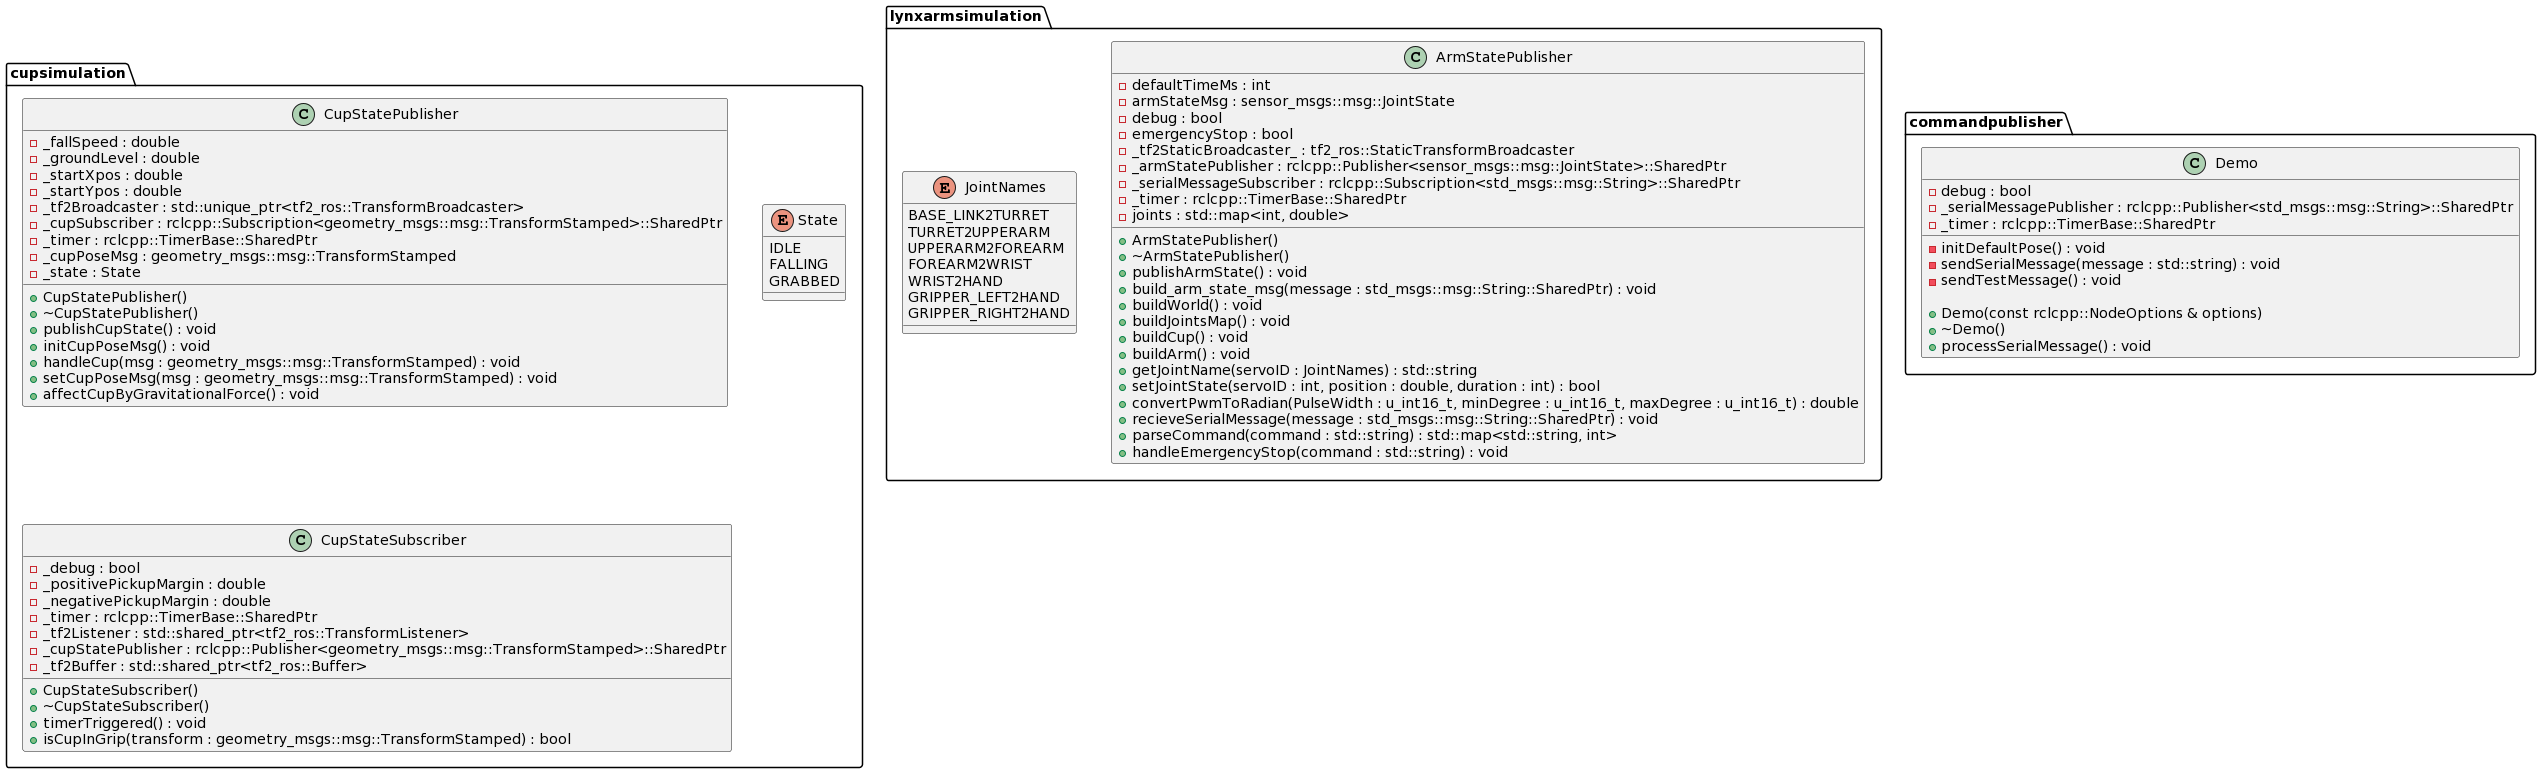 cupsimulation
C CupStatePublisher
_fallSpeed : double
_groundLevel : double
_startXpos : double
_startYpos : double
_tf2Broadcaster : std::unique_ptr<tf2_ros::TransformBroadcaster>
_cupSubscriber : rclcpp::Subscription<geometry_msgs::msg::TransformStamped>::SharedPtr
_timer : rclcpp::TimerBase::SharedPtr
_cupPoseMsg : geometry_msgs::msg::TransformStamped
_state : State
CupStatePublisher()
~CupStatePublisher()
publishCupState() : void
initCupPoseMsg() : void
handleCup(msg : geometry_msgs::msg::TransformStamped) : void
setCupPoseMsg(msg : geometry_msgs::msg::TransformStamped) : void
affectCupByGravitationalForce() : void
E State
IDLE
FALLING
GRABBED
C CupStateSubscriber
_debug : bool
_positivePickupMargin : double
_negativePickupMargin : double
_timer : rclcpp::TimerBase::SharedPtr
_tf2Listener : std::shared_ptr<tf2_ros::TransformListener>
_cupStatePublisher : rclcpp::Publisher<geometry_msgs::msg::TransformStamped>::SharedPtr
_tf2Buffer : std::shared_ptr<tf2_ros::Buffer>
CupStateSubscriber()
~CupStateSubscriber()
timerTriggered() : void
isCupInGrip(transform : geometry_msgs::msg::TransformStamped) : bool
lynxarmsimulation
E JointNames
BASE_LINK2TURRET
TURRET2UPPERARM
UPPERARM2FOREARM
FOREARM2WRIST
WRIST2HAND
GRIPPER_LEFT2HAND
GRIPPER_RIGHT2HAND
C ArmStatePublisher
defaultTimeMs : int
armStateMsg : sensor_msgs::msg::JointState
debug : bool
emergencyStop : bool
_tf2StaticBroadcaster_ : tf2_ros::StaticTransformBroadcaster
_armStatePublisher : rclcpp::Publisher<sensor_msgs::msg::JointState>::SharedPtr
_serialMessageSubscriber : rclcpp::Subscription<std_msgs::msg::String>::SharedPtr
_timer : rclcpp::TimerBase::SharedPtr
joints : std::map<int, double>
ArmStatePublisher()
~ArmStatePublisher()
publishArmState() : void
build_arm_state_msg(message : std_msgs::msg::String::SharedPtr) : void
buildWorld() : void
buildJointsMap() : void
buildCup() : void
buildArm() : void
getJointName(servoID : JointNames) : std::string
setJointState(servoID : int, position : double, duration : int) : bool
convertPwmToRadian(PulseWidth : u_int16_t, minDegree : u_int16_t, maxDegree : u_int16_t) : double
recieveSerialMessage(message : std_msgs::msg::String::SharedPtr) : void
parseCommand(command : std::string) : std::map<std::string, int>
handleEmergencyStop(command : std::string) : void
commandpublisher
C Demo
debug : bool
_serialMessagePublisher : rclcpp::Publisher<std_msgs::msg::String>::SharedPtr
_timer : rclcpp::TimerBase::SharedPtr
initDefaultPose() : void
sendSerialMessage(message : std::string) : void
sendTestMessage() : void
Demo(const rclcpp::NodeOptions & options)
~Demo()
processSerialMessage() : void